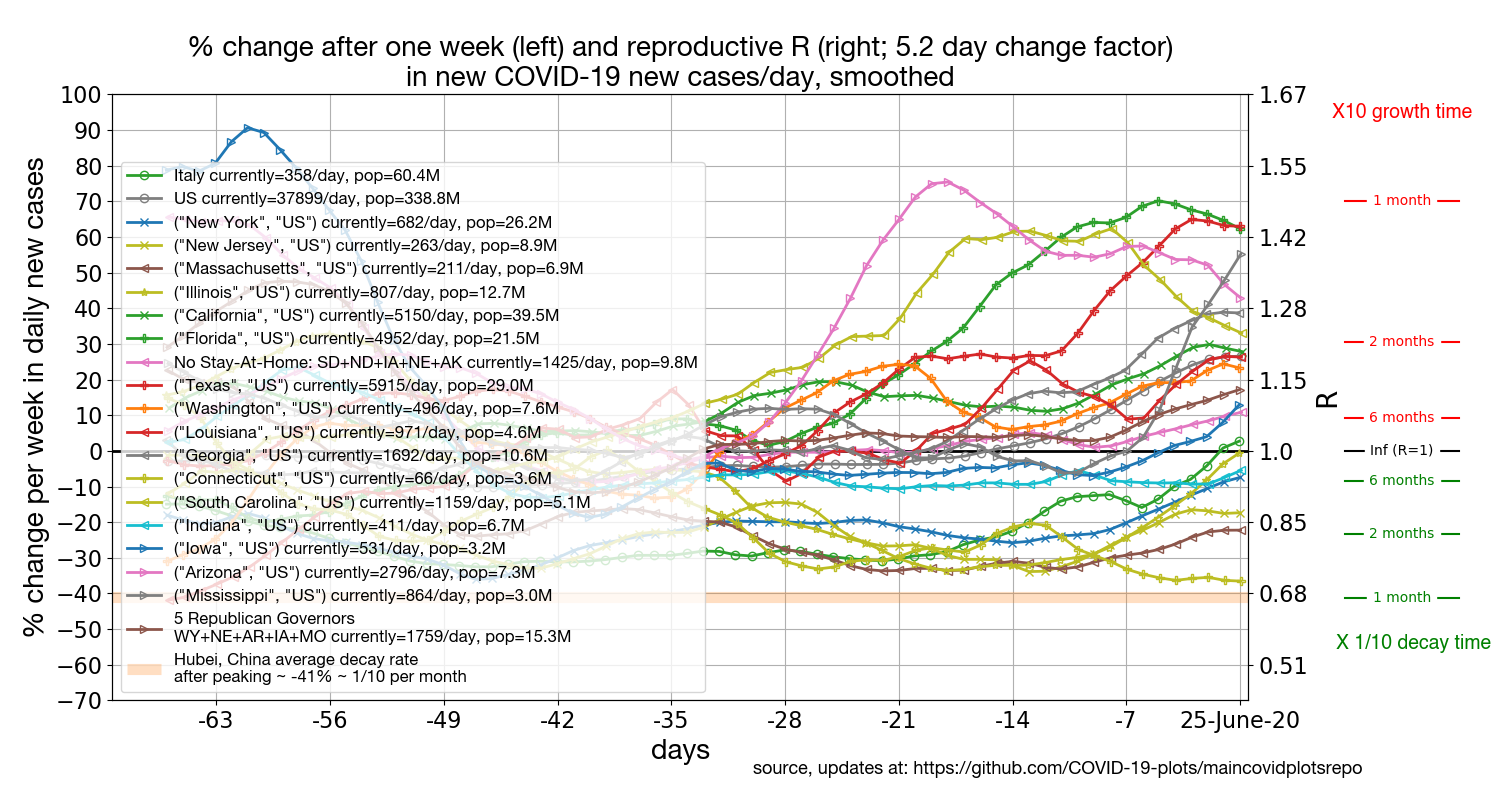 % change after one week (left) and reproductive R (right; 5.2 day change factor)
in new COVID-19 new cases/day, smoothed
% change per week in daily new cases
100
90
80
70
60
50
40
30
20
10
0
−10
−20
−30
−40
−50
−60
−70
Italy currently=358/day, pop=60.4M
US currently=37899/day, pop=338.8M
("New York", "US") currently=682/day, pop=26.2M
("New Jersey", "US") currently=263/day, pop=8.9M
("Massachusetts", "US") currently=211/day, pop=6.9M
("Illinois", "US") currently=807/day, pop=12.7M
("California", "US") currently=5150/day, pop=39.5M
("Florida", "US") currently=4952/day, pop=21.5M
No Stay-At-Home: SD+ND+IA+NE+AK currently=1425/day, pop=9.8M
("Texas", "US") currently=5915/day, pop=29.0M
("Washington", "US") currently=496/day, pop=7.6M
("Louisiana", "US") currently=971/day, pop=4.6M
("Georgia", "US") currently=1692/day, pop=10.6M
("Connecticut", "US") currently=66/day, pop=3.6M
("South Carolina", "US") currently=1159/day, pop=5.1M
("Indiana", "US") currently=411/day, pop=6.7M
("Iowa", "US") currently=531/day, pop=3.2M
("Arizona", "US") currently=2796/day, pop=7.3M
("Mississippi", "US") currently=864/day, pop=3.0M
5 Republican Governors
WY+NE+AR+IA+MO currently=1759/day, pop=15.3M
Hubei, China average decay rate
after peaking ~ -41% ~ 1/10 per month
-63
-56
-49
-42
-35
-28
-21
-14
-7
25-June-20
days
1.67
1.55
1.42
1.28
1.15
1.0
0.85
0.68
0.51
R
X10 growth time
1 month
2 months
6 months
Inf (R=1)
6 months
2 months
1 month
X 1/10 decay time
source, updates at: https://github.com/COVID-19-plots/maincovidplotsrepo